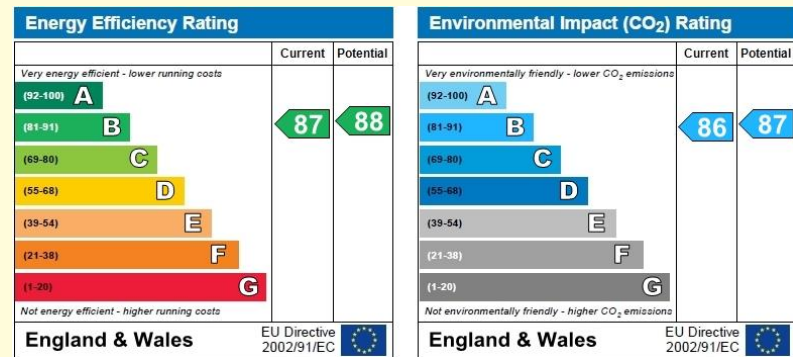 Energy Efficiency Rating
Current Potential
Very energy efficient - lower running costs
(92-100) A
(81-91) B
87 88
(69-80) C
(55-68) D
(39-54) E
(21-38) F
(1-20) G
Not energy efficient - higher running costs
England & Wales
EU Directive
2002/91/EC
Environmental Impact (CO₂) Rating
Current Potential
Very environmentally friendly - lower CO₂ emissions
(92-100) A
(81-91) B
86 87
(69-80) C
(55-68) D
(39-54) E
(21-38) F
(1-20) G
Not environmentally friendly - higher CO₂ emissions
England & Wales
EU Directive
2002/91/EC